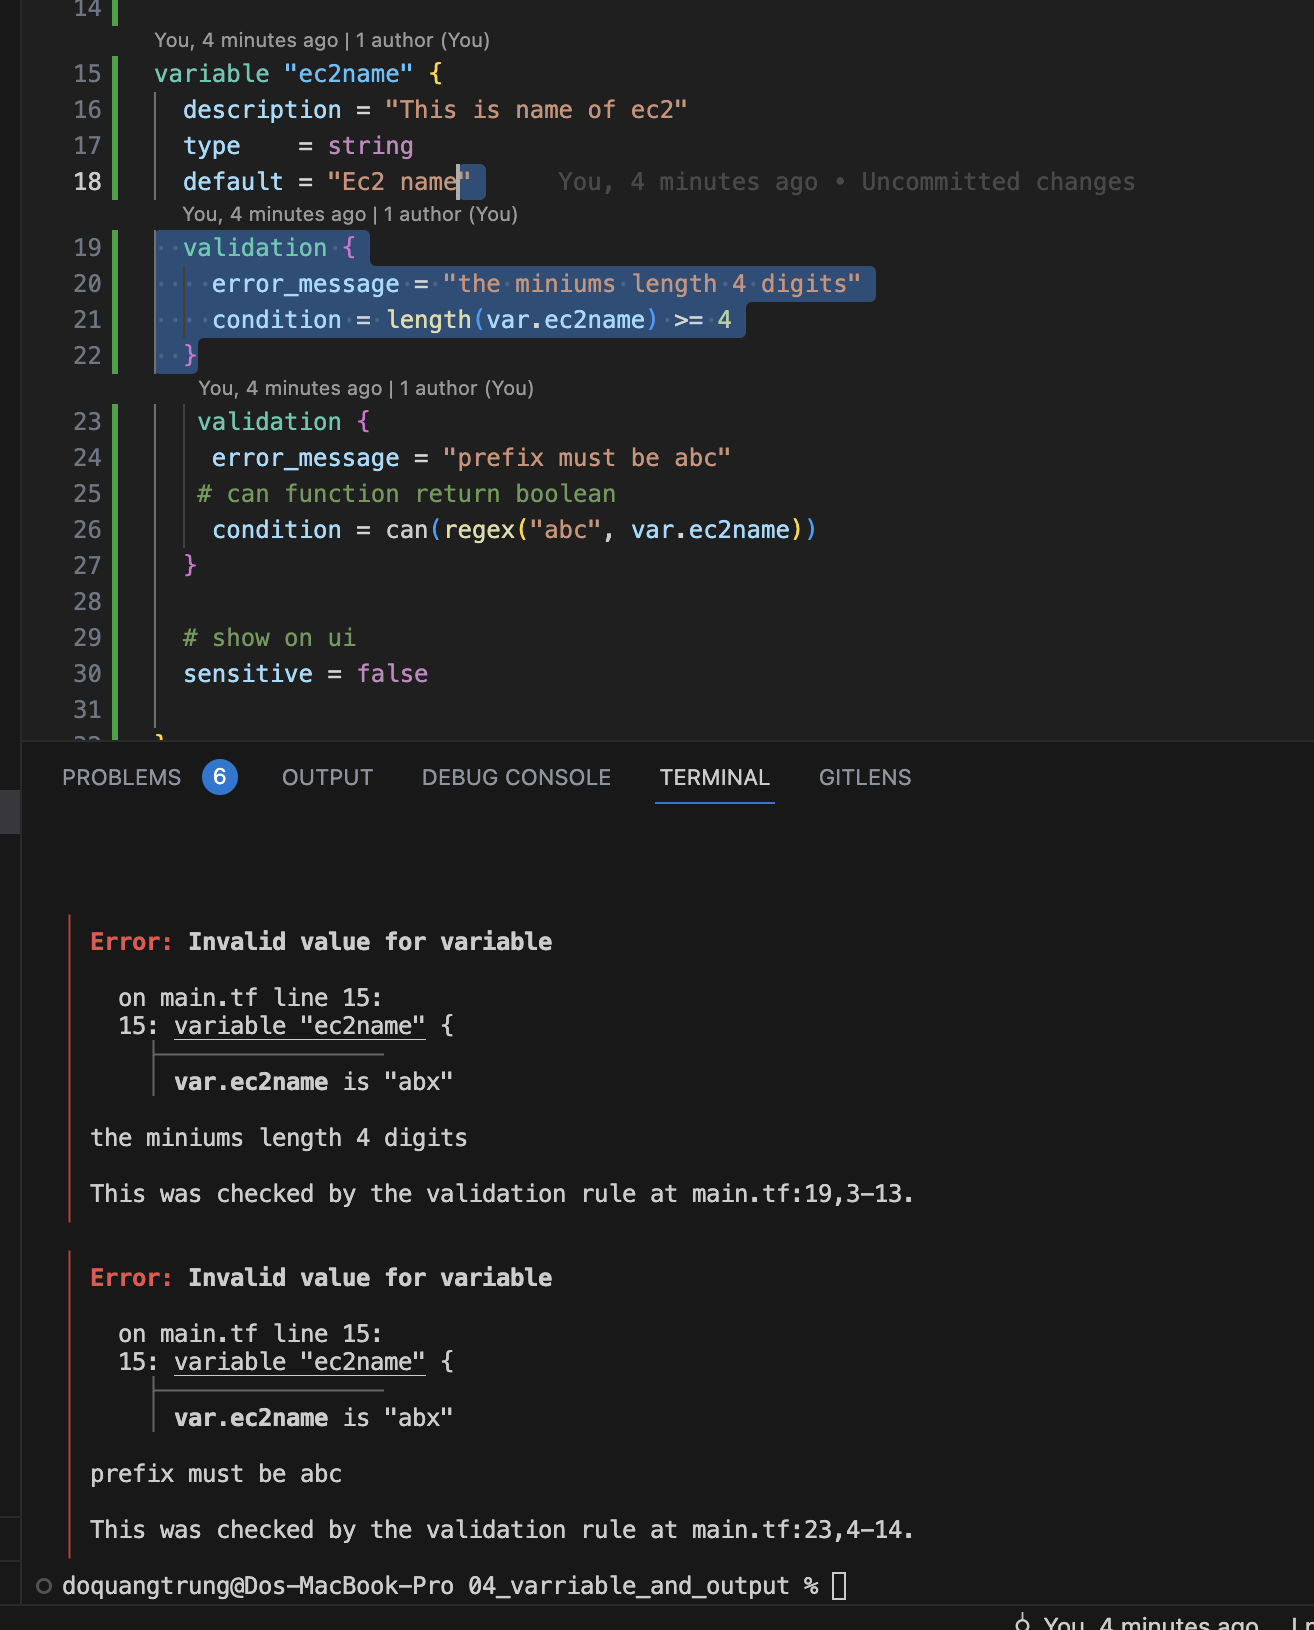 14
You, 4 minutes ago | 1 author (You)
15 variable "ec2name" {
16 description = "This is name of ec2"
17 type    = string
18 default = "Ec2 name" You, 4 minutes ago • Uncommitted changes
You, 4 minutes ago | 1 author (You)
19 validation {
20 error_message = "the miniums length 4 digits"
21 condition = length(var.ec2name) >= 4
22 }
You, 4 minutes ago | 1 author (You)
23 validation {
24 error_message = "prefix must be abc"
25 # can function return boolean
26 condition = can(regex("abc", var.ec2name))
27 }
28
29 # show on ui
30 sensitive = false
31
PROBLEMS 6 OUTPUT DEBUG CONSOLE TERMINAL GITLENS
Error: Invalid value for variable
on main.tf line 15:
15: variable "ec2name" {
var.ec2name is "abx"
the miniums length 4 digits
This was checked by the validation rule at main.tf:19,3-13.
Error: Invalid value for variable
on main.tf line 15:
15: variable "ec2name" {
var.ec2name is "abx"
prefix must be abc
This was checked by the validation rule at main.tf:23,4-14.
doquangtrung@Dos-MacBook-Pro 04_varriable_and_output %
You, 4 minutes ago